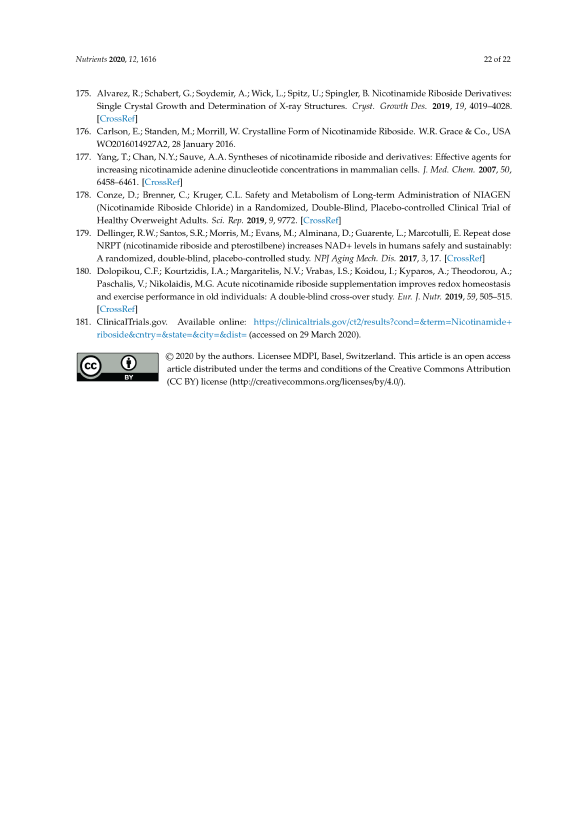 Nutrients 2020, 12, 1616 22 of 22
175. Alvarez, R.; Schabert, G.; Soydemir, A.; Wick, L.; Spitz, U.; Spingler, B. Nicotinamide Riboside Derivatives:
Single Crystal Growth and Determination of X-ray Structures. Cryst. Growth Des. 2019, 19, 4019–4028.
[CrossRef]
176. Carlson, E.; Standen, M.; Morrill, W. Crystalline Form of Nicotinamide Riboside. W.R. Grace & Co., USA
WO2016014927A2, 28 January 2016.
177. Yang, T.; Chan, N.Y.; Sauve, A.A. Syntheses of nicotinamide riboside and derivatives: Effective agents for
increasing nicotinamide adenine dinucleotide concentrations in mammalian cells. J. Med. Chem. 2007, 50,
6458–6461. [CrossRef]
178. Conze, D.; Brenner, C.; Kruger, C.L. Safety and Metabolism of Long-term Administration of NIAGEN
(Nicotinamide Riboside Chloride) in a Randomized, Double-Blind, Placebo-controlled Clinical Trial of
Healthy Overweight Adults. Sci. Rep. 2019, 9, 9772. [CrossRef]
179. Dellinger, R.W.; Santos, S.R.; Morris, M.; Evans, M.; Alminana, D.; Guarente, L.; Marcotulli, E. Repeat dose
NRPT (nicotinamide riboside and pterostilbene) increases NAD+ levels in humans safely and sustainably:
A randomized, double-blind, placebo-controlled study. NPJ Aging Mech. Dis. 2017, 3, 17. [CrossRef]
180. Dolopikou, C.F.; Kourtzidis, I.A.; Margaritelis, N.V.; Vrabas, I.S.; Koidou, I.; Kyparos, A.; Theodorou, A.;
Paschalis, V.; Nikolaidis, M.G. Acute nicotinamide riboside supplementation improves redox homeostasis
and exercise performance in old individuals: A double-blind cross-over study. Eur. J. Nutr. 2019, 59, 505–515.
[CrossRef]
181. ClinicalTrials.gov. Available online: https://clinicaltrials.gov/ct2/results?cond=&term=Nicotinamide+
riboside&cntry=&state=&city=&dist= (accessed on 29 March 2020).
cc BY
© 2020 by the authors. Licensee MDPI, Basel, Switzerland. This article is an open access
article distributed under the terms and conditions of the Creative Commons Attribution
(CC BY) license (http://creativecommons.org/licenses/by/4.0/).